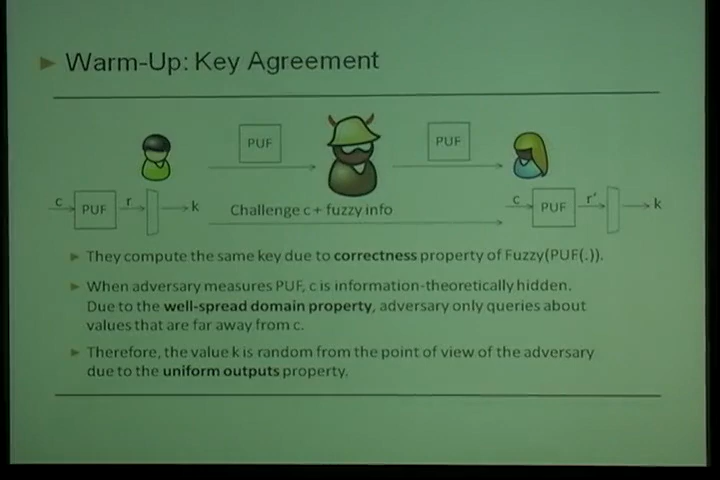 Warm-Up: Key Agreement
PUF
PUF
c PUF r k
Challenge c + fuzzy info
c PUF r' k
They compute the same key due to correctness property of Fuzzy(PUF(.)).
When adversary measures PUF, c is information-theoretically hidden.
Due to the well-spread domain property, adversary only queries about
values that are far away from c.
Therefore, the value k is random from the point of view of the adversary
due to the uniform outputs property.